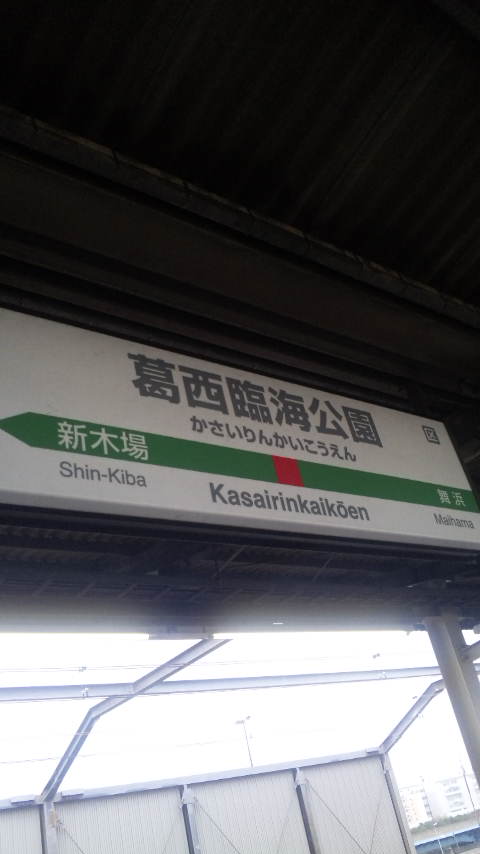 葛西臨海公園
区
かさいりんかいこうえん
新木場
舞浜
Shin-Kiba
Kasairinkaikōen
Maihama